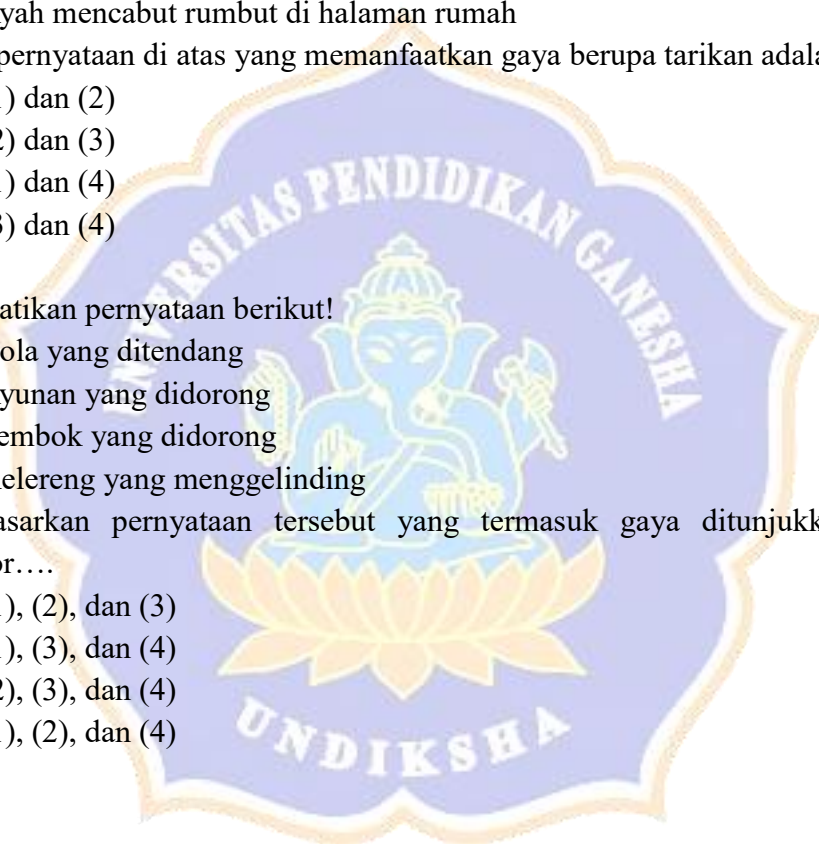 yah mencabut rumbut di halaman rumah
pernyataan di atas yang memanfaatkan gaya berupa tarikan adala
) dan (2)
) dan (3)
) dan (4)
) dan (4)
UNIVERSITAS PENDIDIKAN GANESHA
atikan pernyataan berikut!
ola yang ditendang
yunan yang didorong
embok yang didorong
elereng yang menggelinding
asarkan pernyataan tersebut yang termasuk gaya ditunjukk
or….
), (2), dan (3)
), (3), dan (4)
), (3), dan (4)
), (2), dan (4)
UNDIKSHA